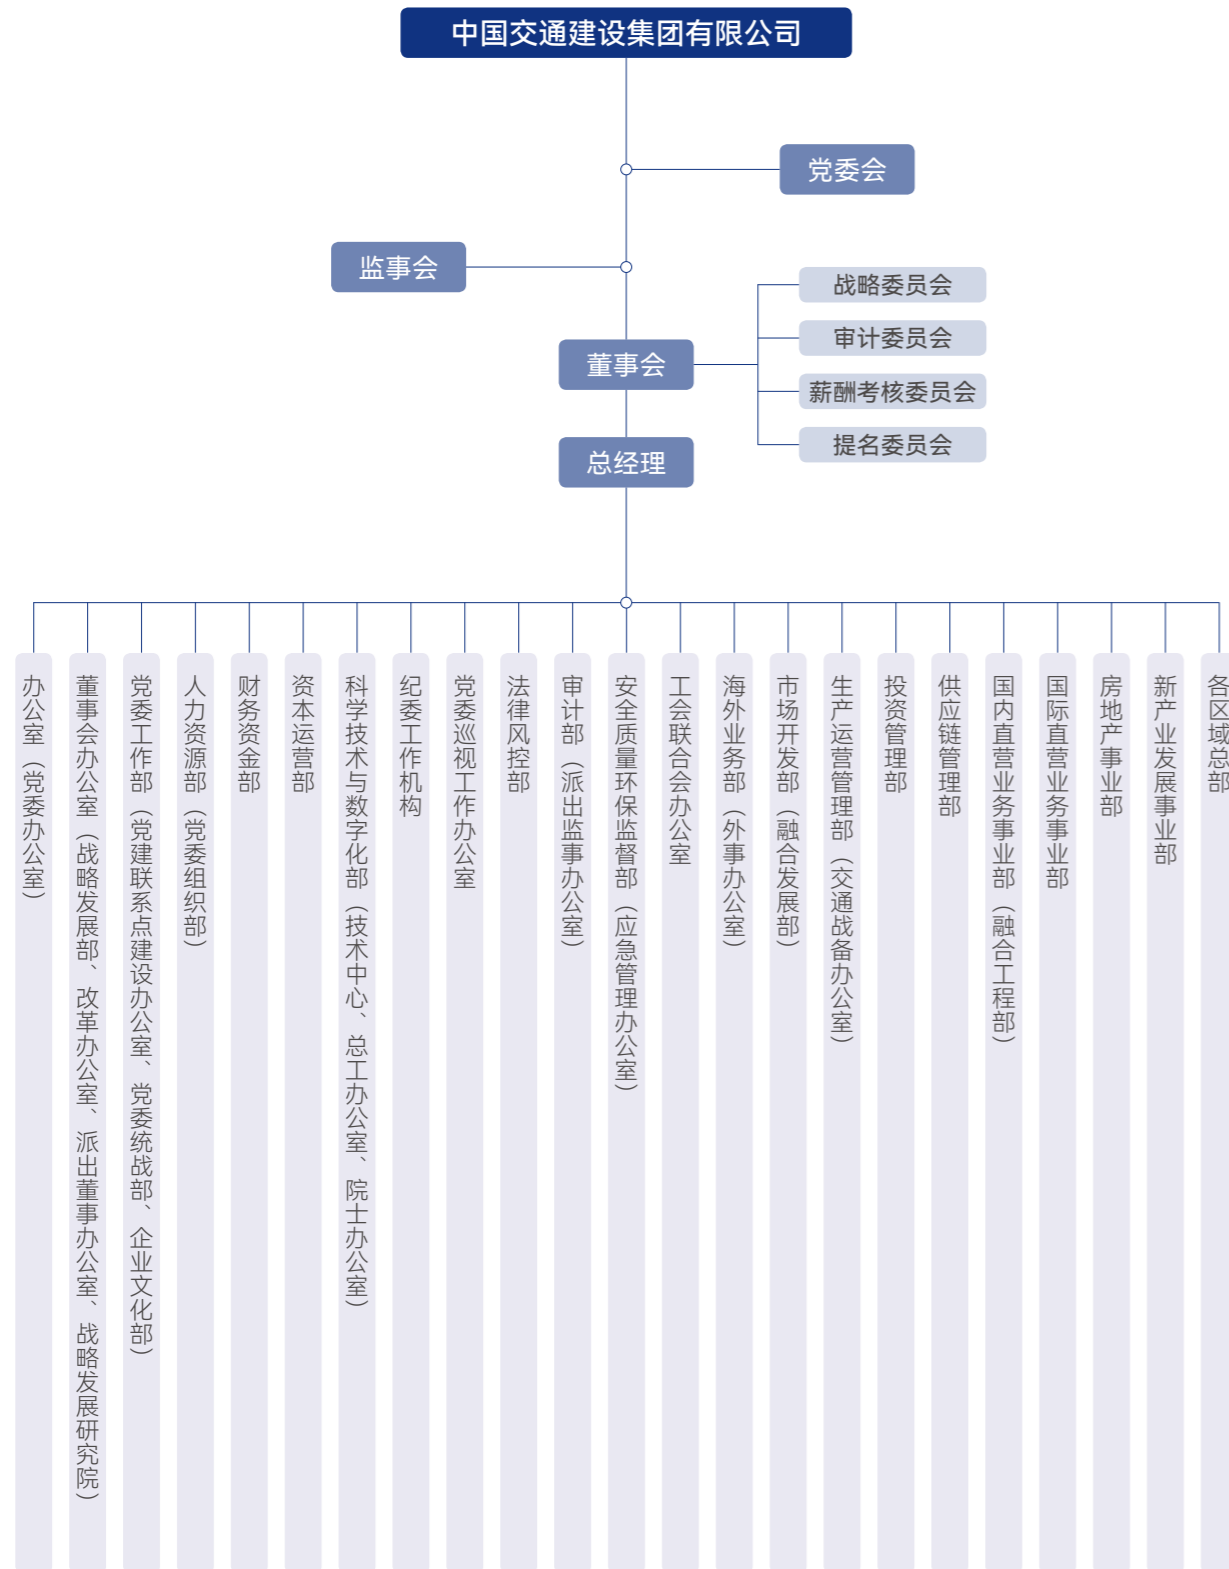 中国交通建设集团有限公司
党委会
监事会
战略委员会
审计委员会
董事会
薪酬考核委员会
提名委员会
总经理
办公室（党委办公室）
董事会办公室（战略发展部、改革办公室、派出董事办公室、战略发展研究院）
党委工作部（党建联系点建设办公室、党委统战部、企业文化部）
人力资源部（党委组织部）
财务资金部
资本运营部
科学技术与数字化部（技术中心、总工办公室、院士办公室）
纪委工作机构
党委巡视工作办公室
法律风控部
审计部（派出监事办公室）
安全质量环保监督部（应急管理办公室）
工会联合会办公室
海外业务部（外事办公室）
市场开发部（融合发展部）
生产运营管理部（交通战备办公室）
投资管理部
供应链管理部
国内直营业务事业部（融合工程部）
国际直营业务事业部
房地产事业部
新产业发展事业部
各区域总部